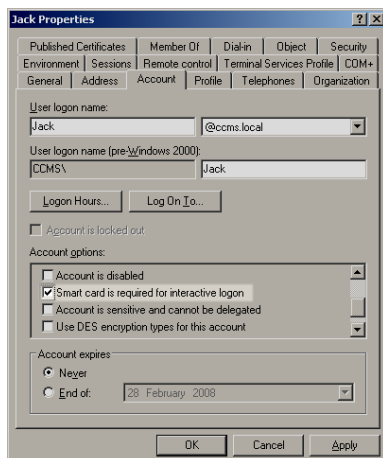 Jack Properties
Published Certificates Member Of Dial-in Object Security
Environment Sessions Remote control Terminal Services Profile COM+
General Address Account Profile Telephones Organization
User logon name:
Jack @ccms.local
User logon name (pre-Windows 2000):
CCMS\ Jack
Logon Hours... Log On To...
Account is locked out
Account options:
Account is disabled
Smart card is required for interactive logon
Account is sensitive and cannot be delegated
Use DES encryption types for this account
Account expires
Never
End of: 28 February 2008
OK Cancel Apply